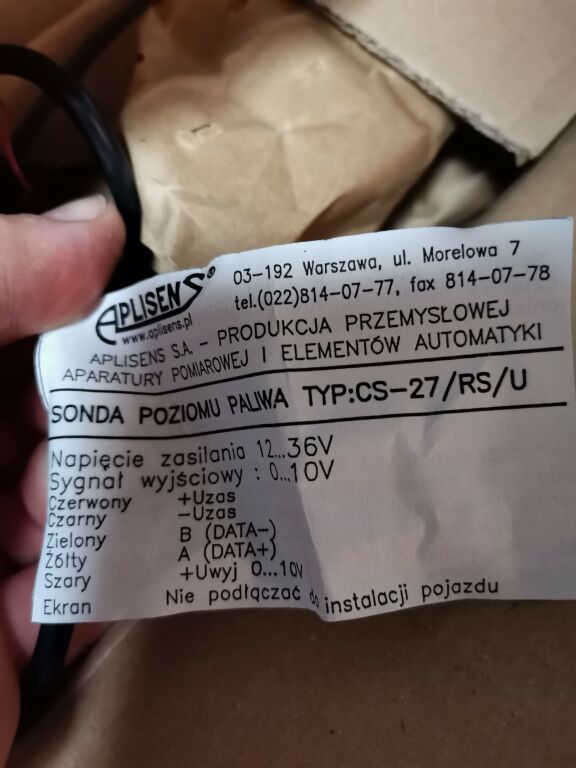 APLISENS®
www.aplisens.pl
03-192 Warszawa, ul. Morelowa 7
tel.(022)814-07-77, fax 814-07-78
APLISENS S.A. - PRODUKCJA PRZEMYSŁOWEJ
APARATURY POMIAROWEJ I ELEMENTÓW AUTOMATYKI
SONDA POZIOMU PALIWA TYP:CS-27/RS/U
Napięcie zasilania 12...36V
Sygnał wyjściowy : 0...10V
Czerwony +Uzas
Czarny -Uzas
Zielony B (DATA-)
Żółty A (DATA+)
Szary +Uwyj 0...10V
Ekran Nie podłączać do instalacji pojazdu